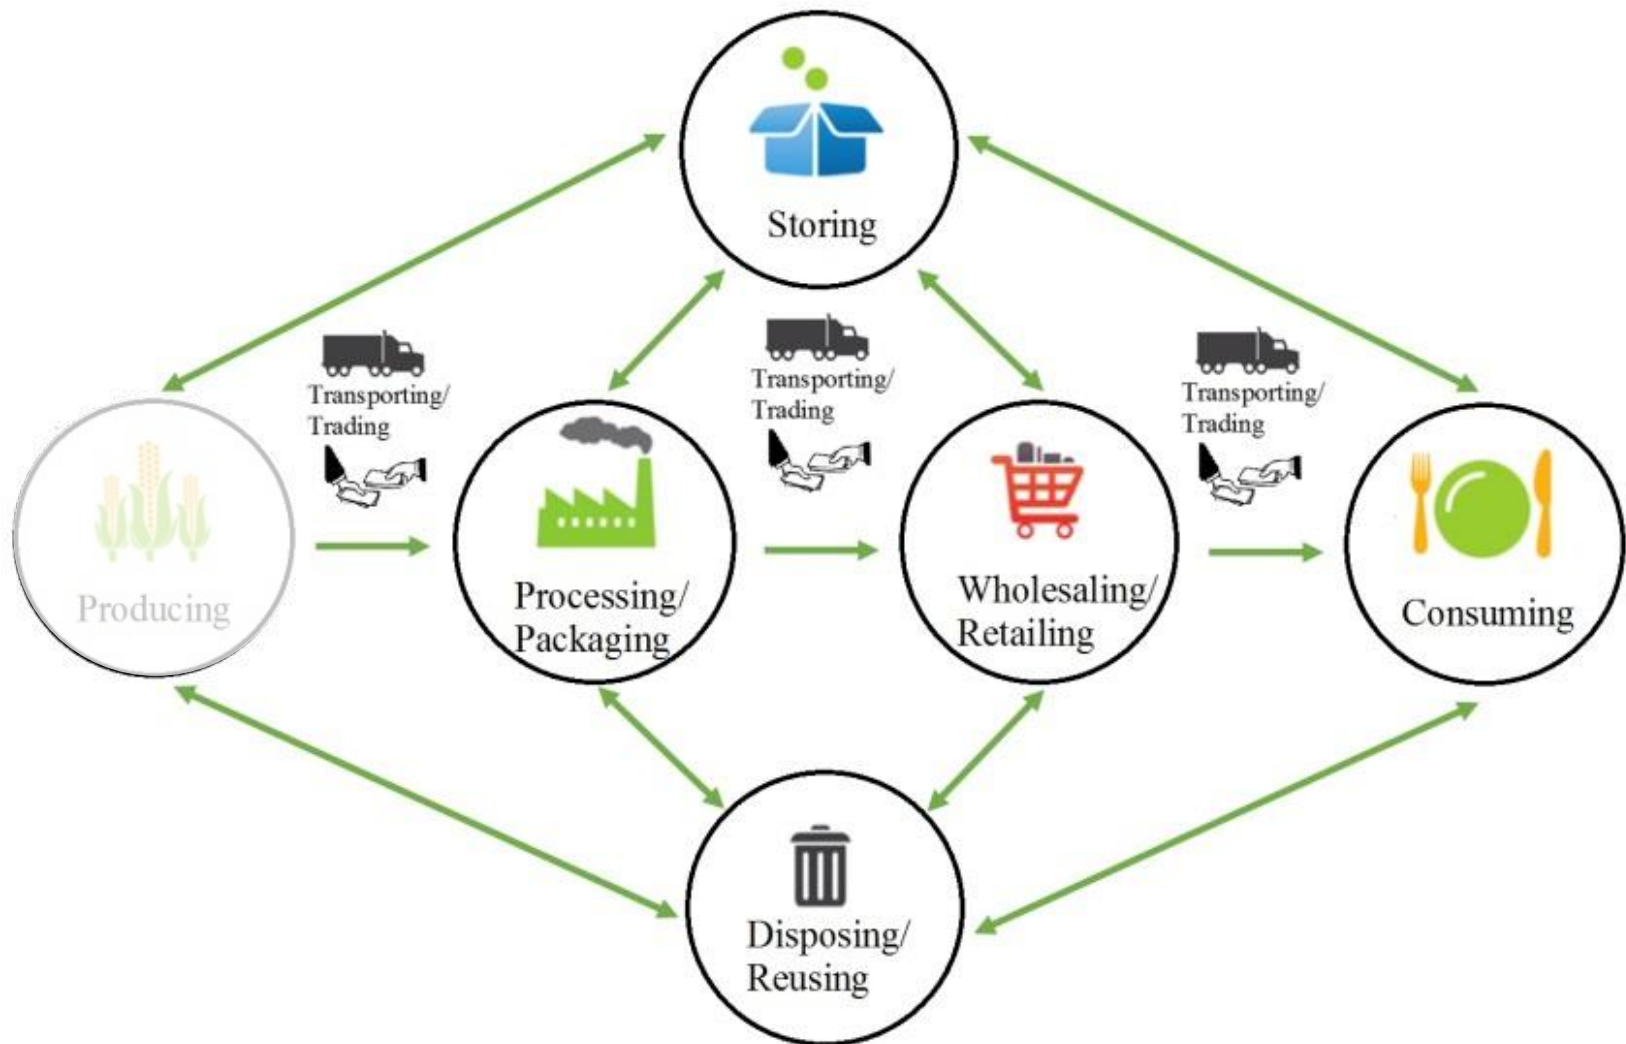 Storing
Transporting/
Trading
Transporting/
Trading
Transporting/
Trading
Producing
Processing/
Packaging
Wholesaling/
Retailing
Consuming
Disposing/
Reusing